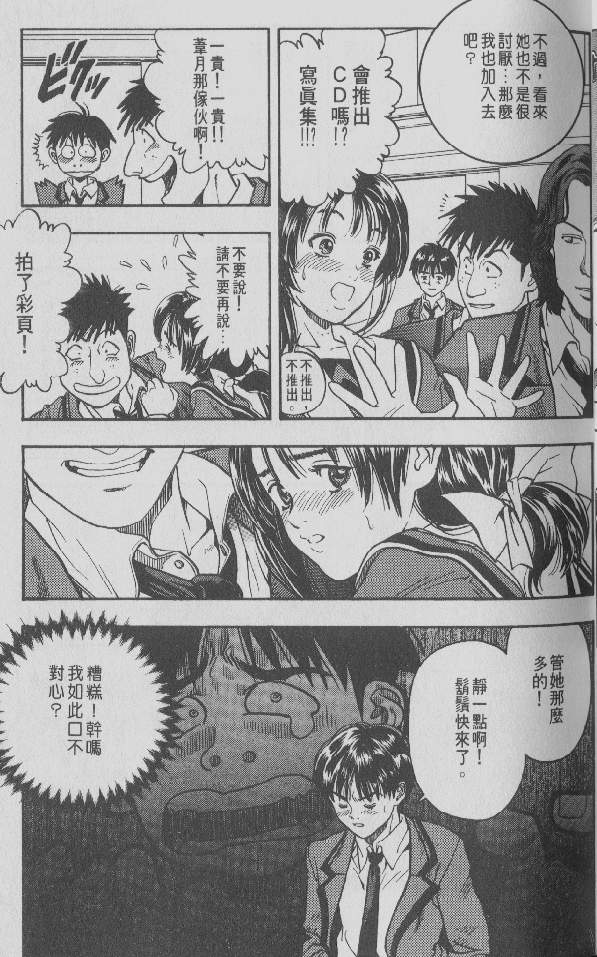 不過，看來
她也不是很
討厭…那麼
我也加入去
吧？
會推出
CD嗎!?
寫眞集!!?
不推出，
不推出。
一貴！一貴!!
葦月那傢伙啊！
ビクッ
不要說！
請不要再說…
拍了彩頁！
管她那麼
多的！
靜一點啊！
鬍鬚快來了。
糟糕！幹嗎
我如此口不
對心？